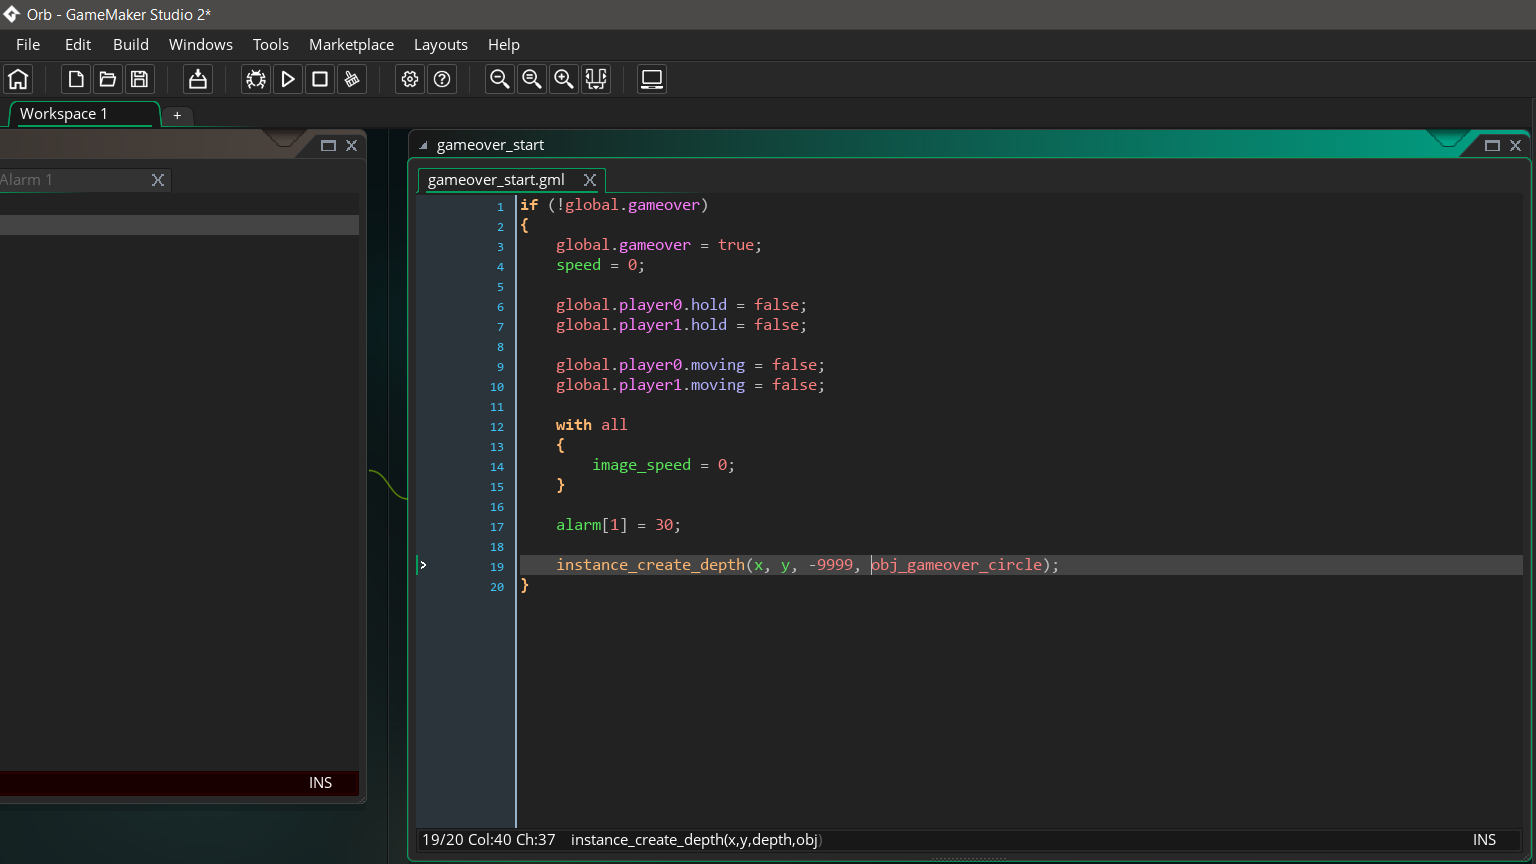 Orb - GameMaker Studio 2*
File Edit Build Windows Tools Marketplace Layouts Help
Workspace 1 +
Alarm 1
INS
gameover_start
gameover_start.gml
1 if (!global.gameover)
2 {
3 global.gameover = true;
4 speed = 0;
5
6 global.player0.hold = false;
7 global.player1.hold = false;
8
9 global.player0.moving = false;
10 global.player1.moving = false;
11
12 with all
13 {
14 image_speed = 0;
15 }
16
17 alarm[1] = 30;
18
19 instance_create_depth(x, y, -9999, obj_gameover_circle);
20 }
19/20 Col:40 Ch:37 instance_create_depth(x,y,depth,obj) INS